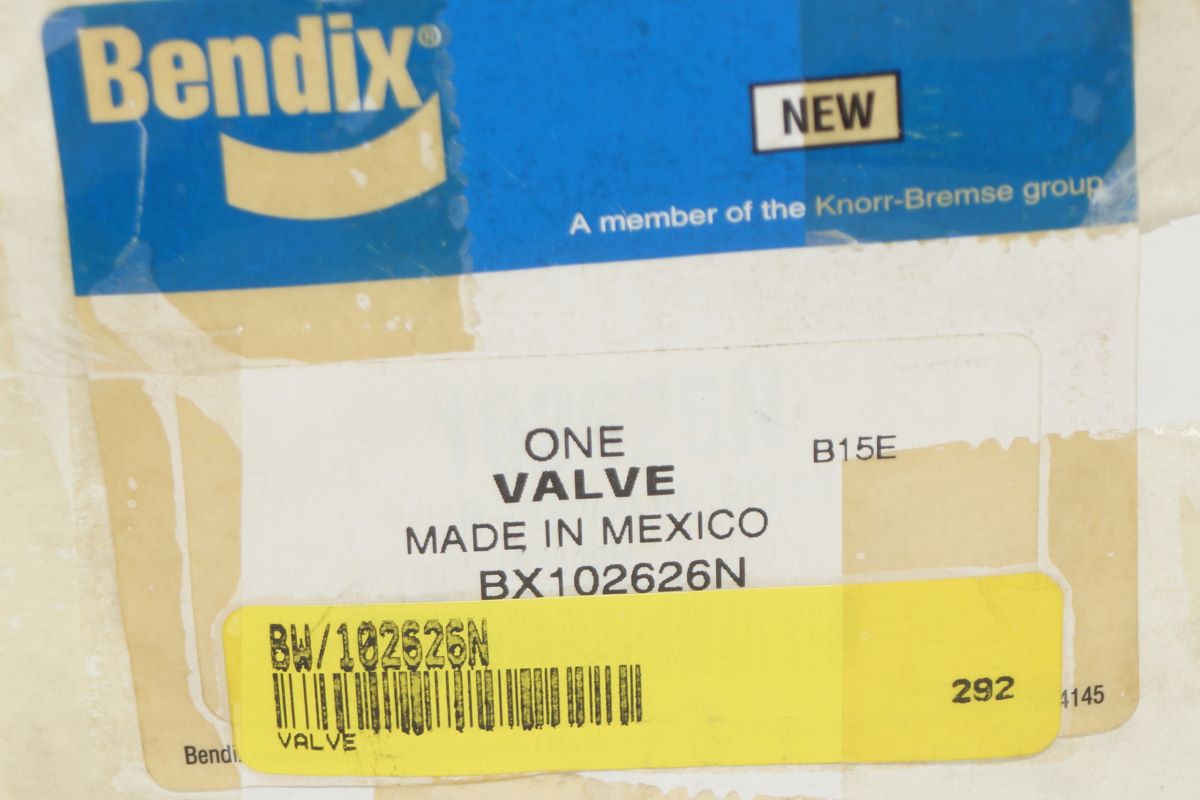 Bendix®
NEW
A member of the Knorr-Bremse group
ONE
B15E
VALVE
MADE IN MEXICO
BX102626N
BW/102626N
292
VALVE
4145